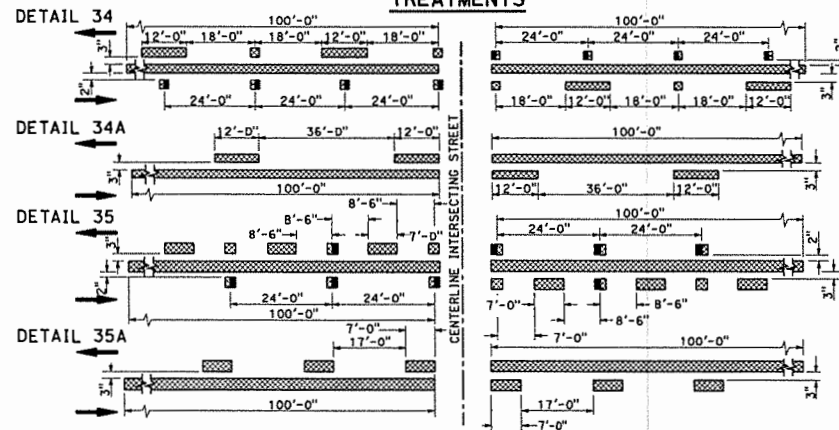 TREATMENTS
DETAIL 34
100'-0" 100'-0"
12'-0" 18'-0" 18'-0" 12'-0" 18'-0" 24'-0" 24'-0" 24'-0"
3" 2"
2" 3"
24'-0" 24'-0" 24'-0" 18'-0" 12'-0" 18'-0" 18'-0" 12'-0"
DETAIL 34A
12'-0" 36'-0" 12'-0" 100'-0"
3" 3"
100'-0" 12'-0" 36'-0" 12'-0"
CENTERLINE INTERSECTING STREET
DETAIL 35
8'-6" 100'-0"
8'-6" 7'-0" 24'-0" 24'-0"
3" 2"
2" 3"
24'-0" 24'-0" 7'-0" 8'-6"
100'-0" 7'-0" 8'-6"
DETAIL 35A
7'-0" 100'-0"
17'-0"
3" 3"
100'-0" 17'-0"
7'-0"